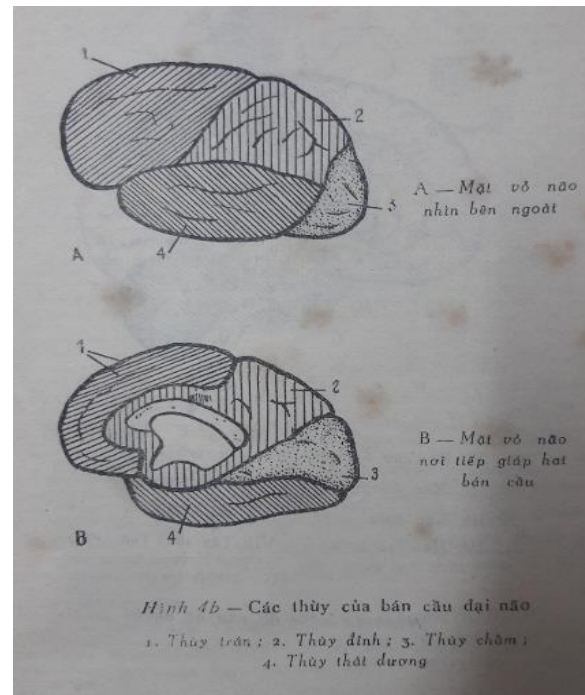 1
2
A — Mặt vỏ não
nhìn bên ngoài
3
4
A
1
2
B — Mặt vỏ não
nơi tiếp giáp hai
bán cầu
3
4
B
Hình 4b — Các thùy của bán cầu đại não
1. Thùy trán ; 2. Thùy đỉnh ; 3. Thùy chẩm ;
4. Thùy thái dương